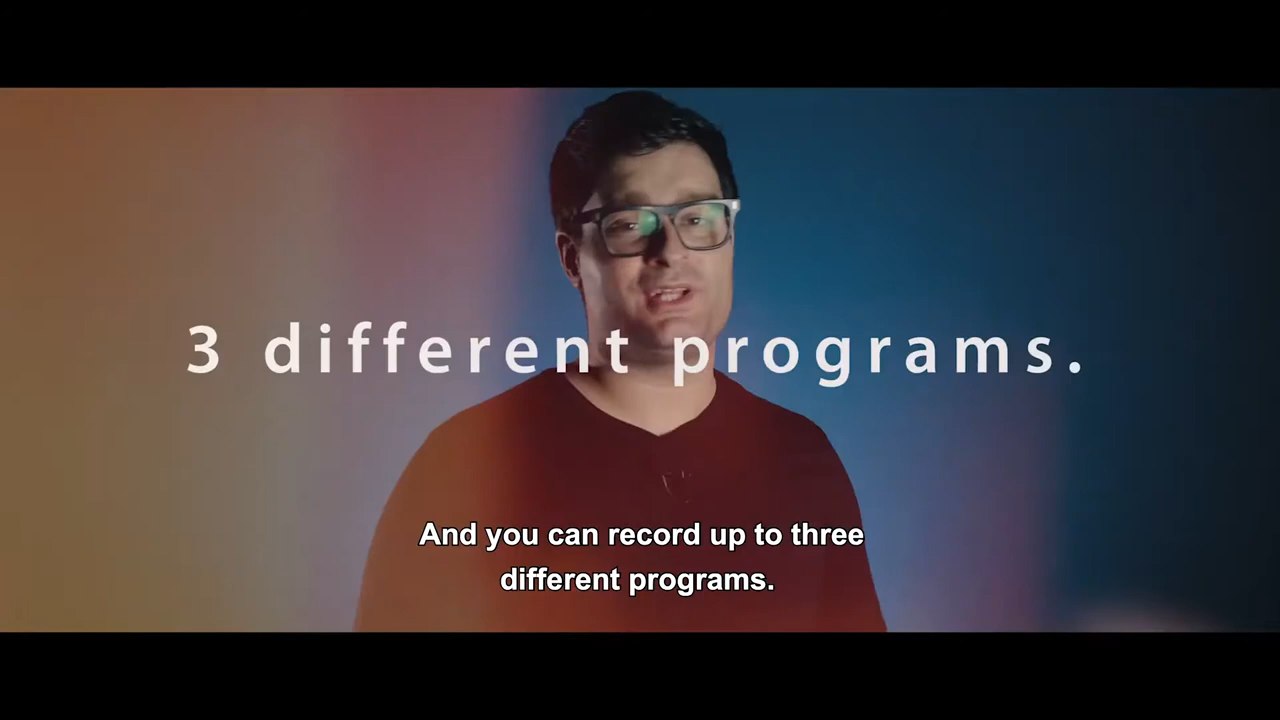 3 different programs.
And you can record up to three
different programs.